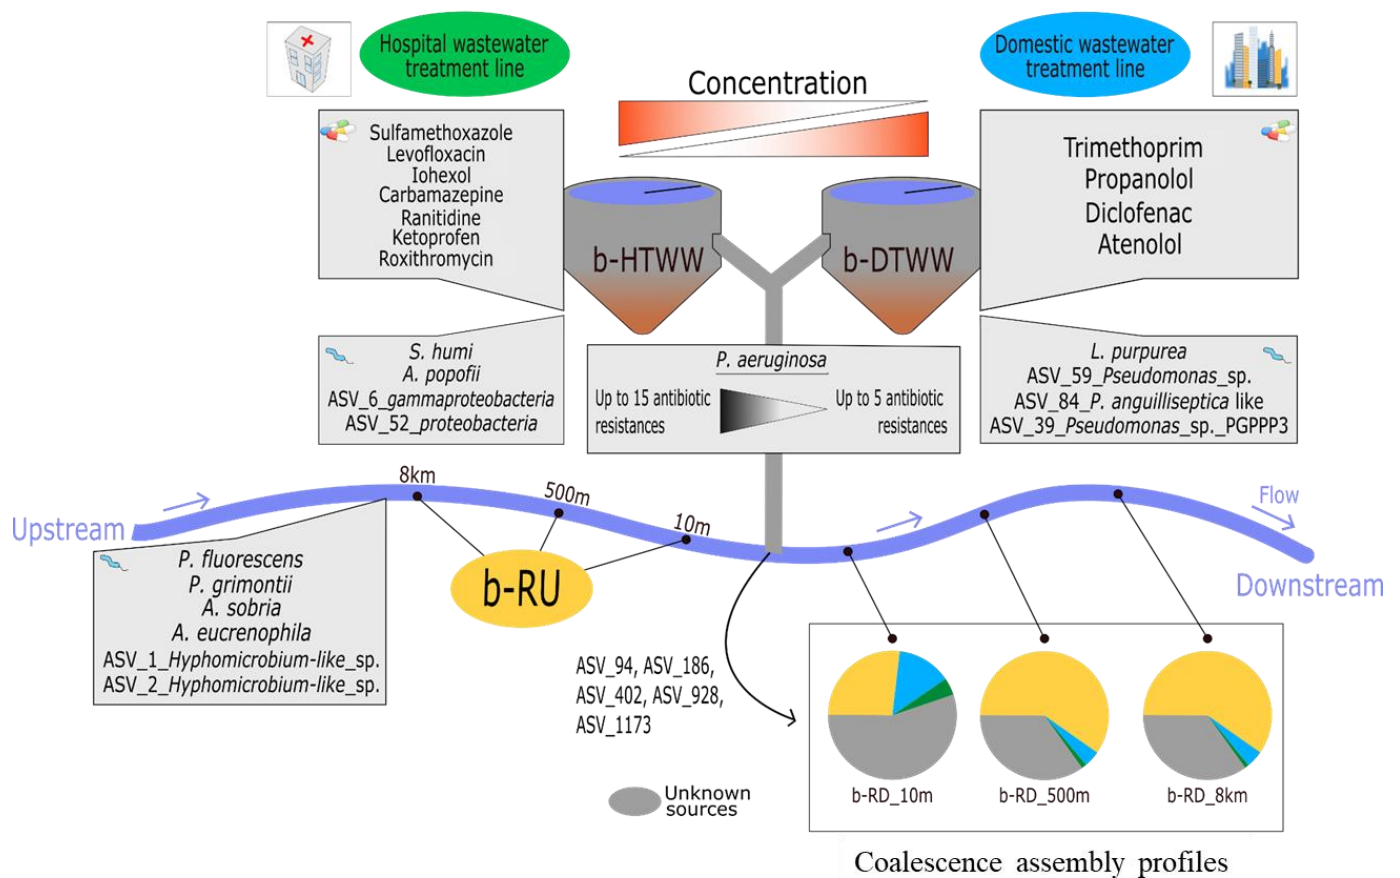 Hospital wastewater
treatment line
Concentration
Domestic wastewater
treatment line
Sulfamethoxazole
Levofloxacin
Iohexol
Carbamazepine
Ranitidine
Ketoprofen
Roxithromycin
b-HTWW
b-DTWW
Trimethoprim
Propanolol
Diclofenac
Atenolol
S. humi
A. popofii
ASV_6_gammaproteobacteria
ASV_52_proteobacteria
P. aeruginosa
Up to 15 antibiotic
resistances
Up to 5 antibiotic
resistances
L. purpurea
ASV_59_Pseudomonas_sp.
ASV_84_P. anguilliseptica like
ASV_39_Pseudomonas_sp._PGPPP3
Upstream
8km
500m
10m
Flow
Downstream
b-RU
P. fluorescens
P. grimontii
A. sobria
A. eucrenophila
ASV_1_Hyphomicrobium-like_sp.
ASV_2_Hyphomicrobium-like_sp.
ASV_94, ASV_186,
ASV_402, ASV_928,
ASV_1173
Unknown
sources
b-RD_10m
b-RD_500m
b-RD_8km
Coalescence assembly profiles